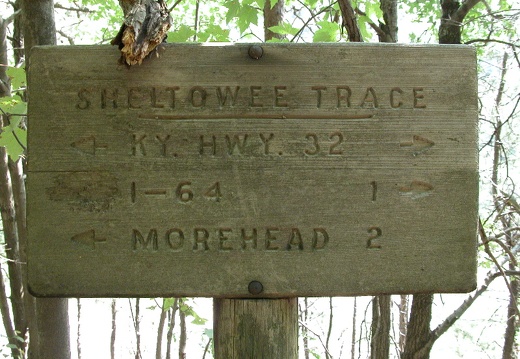 SHELTOWEE TRACE
← KY. HWY. 32 →
I-64 1 →
← MOREHEAD 2